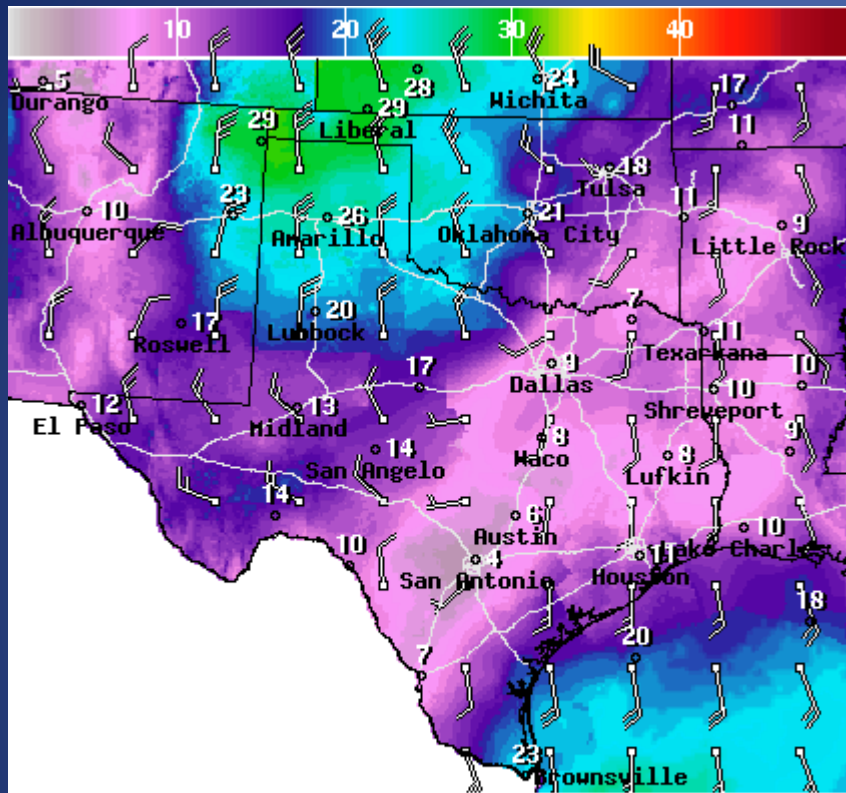 10 20 30 40
5
Durango
28
24
Wichita
17
29
Liberal
29
11
18
Tulsa
10
Albuquerque
23
26
Amarillo
21
Oklahoma City
11
9
Little Rock
17
Roswell
20
Lubbock
7
11
Texarkana
9
Dallas
17
10
Shreveport
10
12
El Paso
13
Midland
14
San Angelo
8
Waco
8
Lufkin
9
14
6
Austin
10
Lake Charles
10
4
San Antonio
11
Houston
18
20
7
23
Brownsville